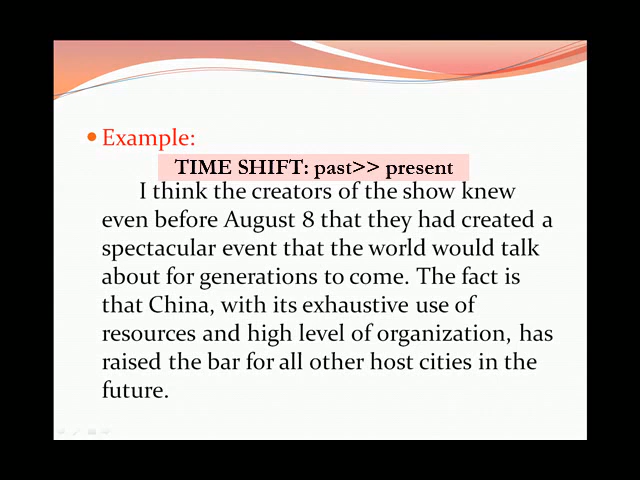 Example:
TIME SHIFT: past>> present
I think the creators of the show knew
even before August 8 that they had created a
spectacular event that the world would talk
about for generations to come. The fact is
that China, with its exhaustive use of
resources and high level of organization, has
raised the bar for all other host cities in the
future.